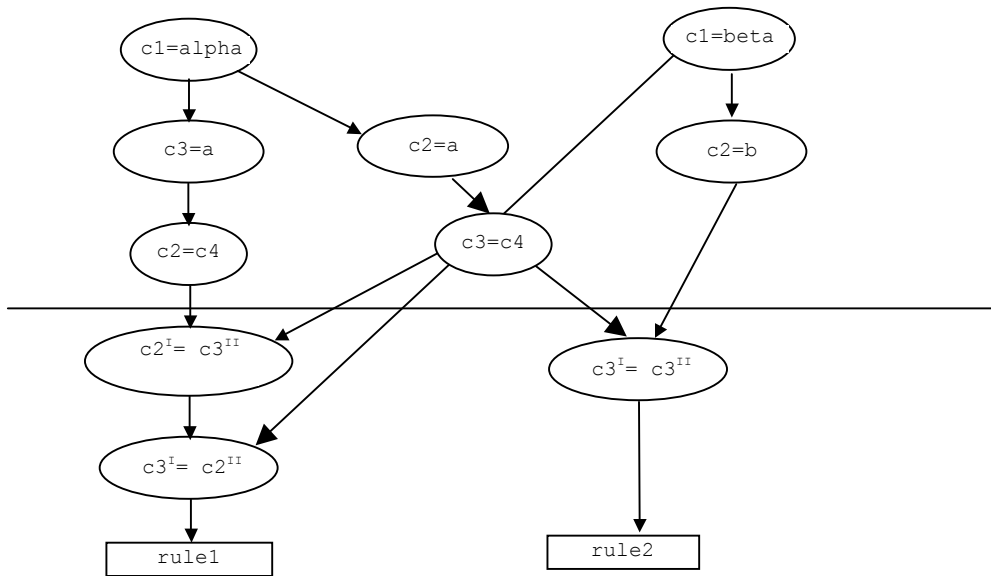 c1=alpha
c1=beta
c3=a
c2=a
c2=b
c2=c4
c3=c4
c2ᴵ= c3ᴵᴵ
c3ᴵ= c3ᴵᴵ
c3ᴵ= c2ᴵᴵ
rule1
rule2